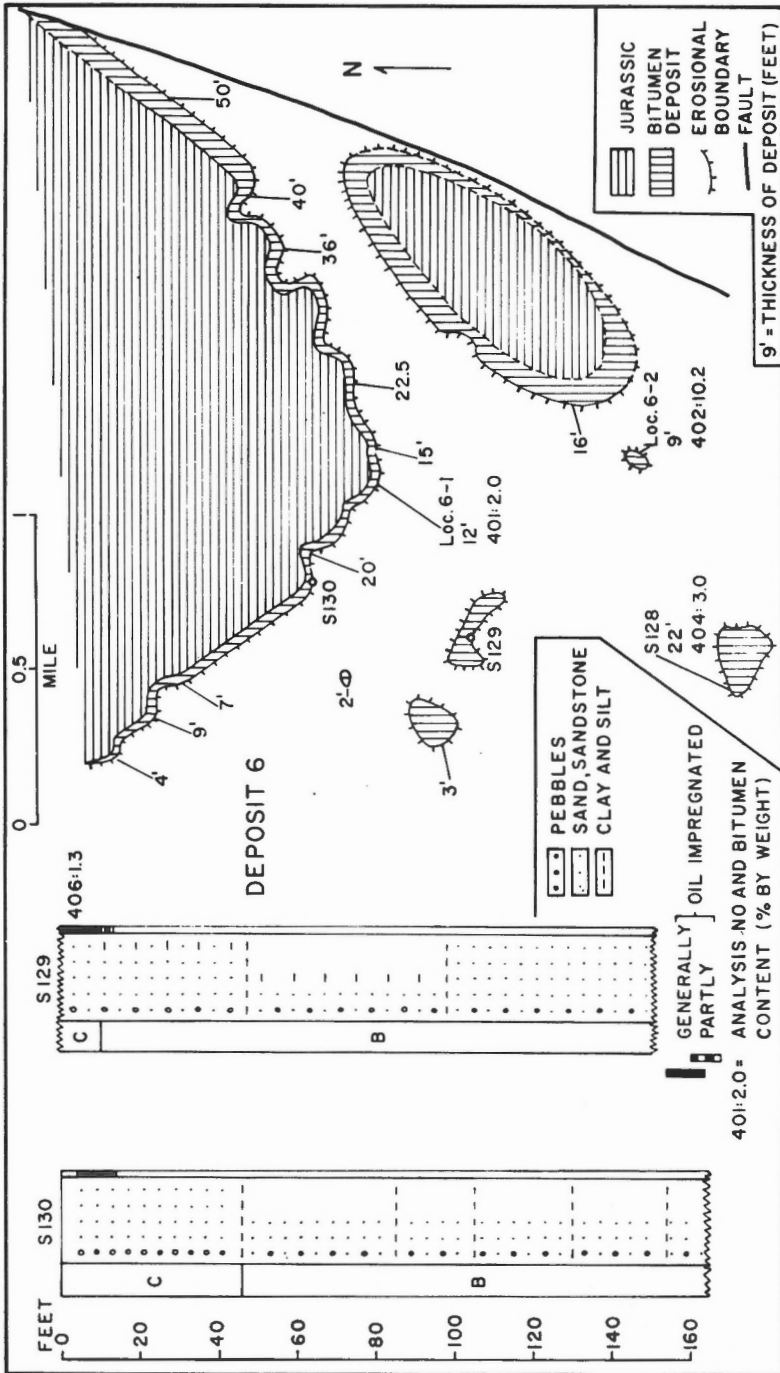 FEET
0
20
40
60
80
100
120
140
160
S130
C
B
S129
406:1.3
C
B
GENERALLY
PARTLY
OIL IMPREGNATED
401:2.0 = ANALYSIS NO AND BITUMEN
CONTENT (% BY WEIGHT)
PEBBLES
SAND, SANDSTONE
CLAY AND SILT
0
0.5
1
MILE
DEPOSIT 6
4'
9'
7'
S130
20'
Loc. 6-1
12'
401:2.0
15'
22.5
36'
40'
50'
N
2'
3'
S129
S128
22'
404:3.0
16'
Loc. 6-2
9'
402:10.2
JURASSIC
BITUMEN
DEPOSIT
EROSIONAL
BOUNDARY
FAULT
9' = THICKNESS OF DEPOSIT (FEET)